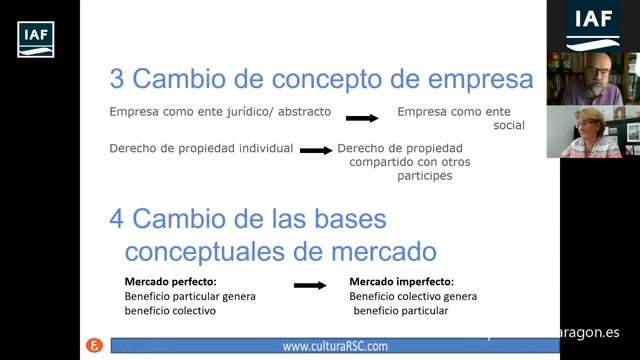 IAF
IAF
3 Cambio de concepto de empresa
Empresa como ente jurídico/ abstracto
Empresa como ente
social
Derecho de propiedad individual
Derecho de propiedad
compartido con otros
participes
4 Cambio de las bases
conceptuales de mercado
Mercado perfecto:
Beneficio particular genera
beneficio colectivo
Mercado imperfecto:
Beneficio colectivo genera
beneficio particular
www.culturaRSC.com
aragon.es